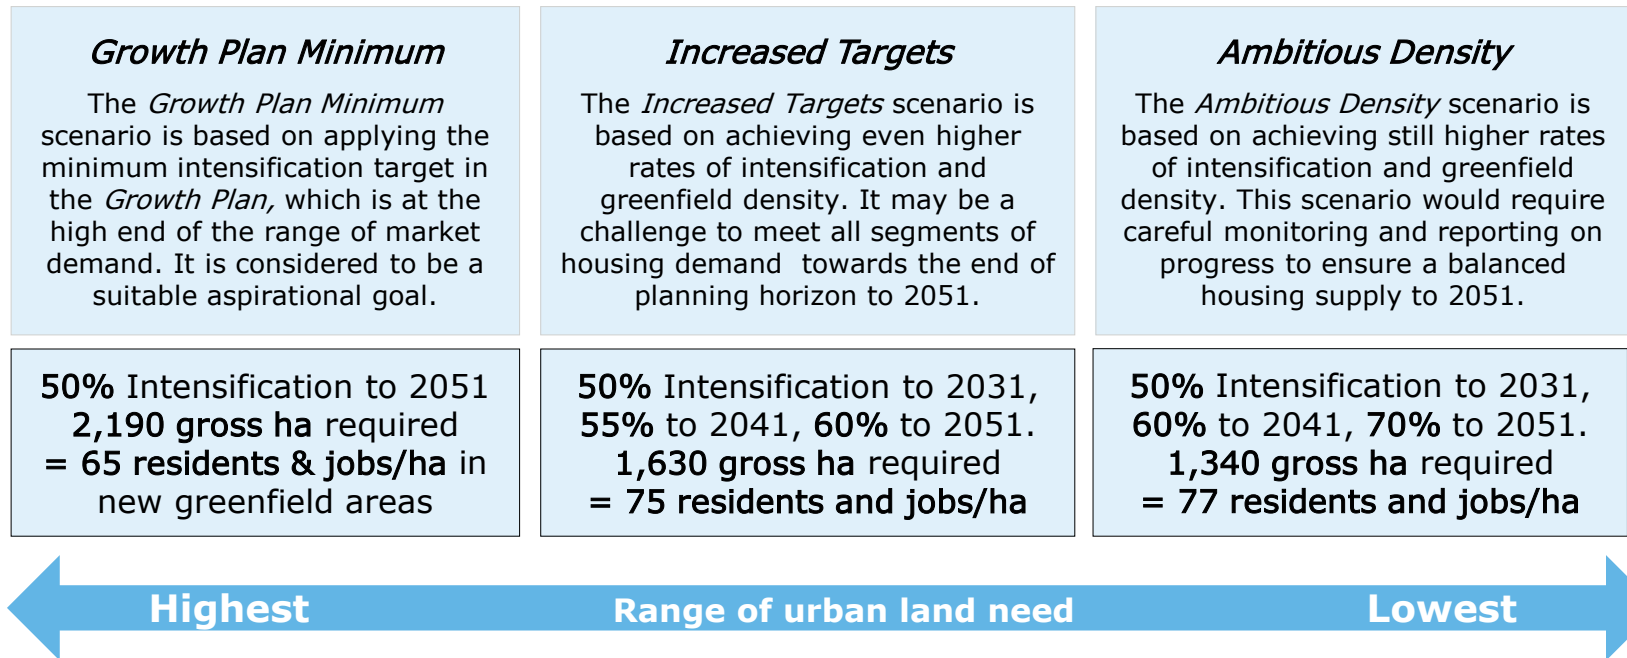 Growth Plan Minimum
The Growth Plan Minimum
scenario is based on applying the
minimum intensification target in
the Growth Plan, which is at the
high end of the range of market
demand. It is considered to be a
suitable aspirational goal.
50% Intensification to 2051
2,190 gross ha required
= 65 residents & jobs/ha in
new greenfield areas
Increased Targets
The Increased Targets scenario is
based on achieving even higher
rates of intensification and
greenfield density. It may be a
challenge to meet all segments of
housing demand towards the end of
planning horizon to 2051.
50% Intensification to 2031,
55% to 2041, 60% to 2051.
1,630 gross ha required
= 75 residents and jobs/ha
Ambitious Density
The Ambitious Density scenario is
based on achieving still higher rates
of intensification and greenfield
density. This scenario would require
careful monitoring and reporting on
progress to ensure a balanced
housing supply to 2051.
50% Intensification to 2031,
60% to 2041, 70% to 2051.
1,340 gross ha required
= 77 residents and jobs/ha
Highest
Range of urban land need
Lowest